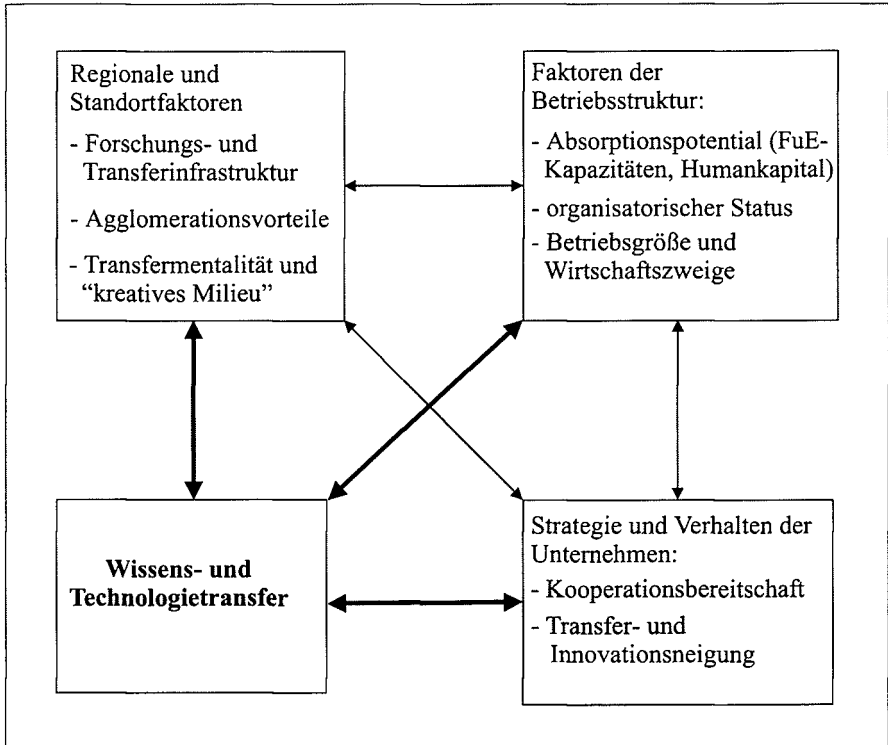 Regionale und
Standortfaktoren
- Forschungs- und
Transferinfrastruktur
- Agglomerationsvorteile
- Transfermentalität und
“kreatives Milieu”
Faktoren der
Betriebsstruktur:
- Absorptionspotential (FuE-
Kapazitäten, Humankapital)
- organisatorischer Status
- Betriebsgröße und
Wirtschaftszweige
Wissens- und
Technologietransfer
Strategie und Verhalten der
Unternehmen:
- Kooperationsbereitschaft
- Transfer- und
Innovationsneigung